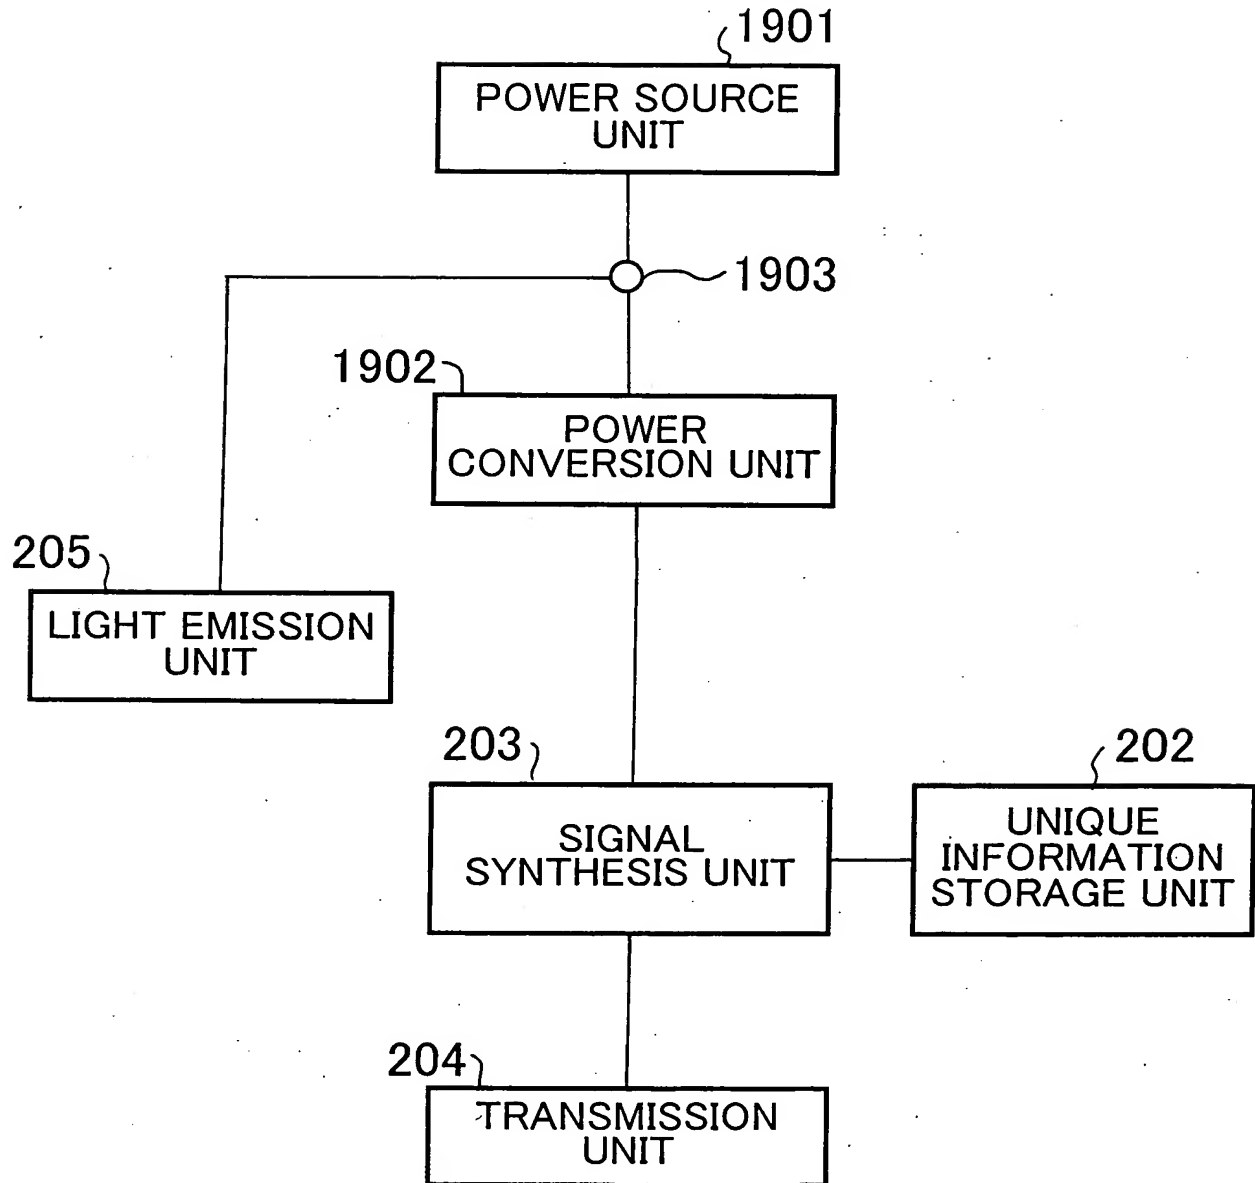 1901
POWER SOURCE
UNIT
1903
1902
POWER
CONVERSION UNIT
205
LIGHT EMISSION
UNIT
203
SIGNAL
SYNTHESIS UNIT
202
UNIQUE
INFORMATION
STORAGE UNIT
204
TRANSMISSION
UNIT